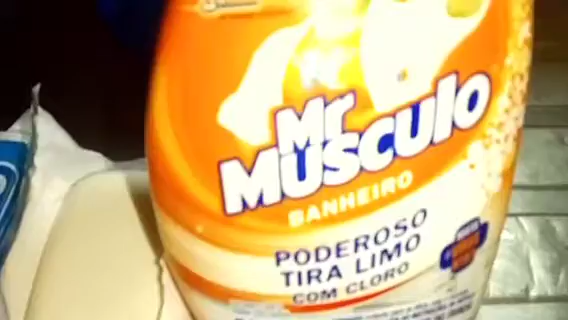 Mr
MUSCULO
BANHEIRO
PODEROSO
TIRA LIMO
COM CLORO